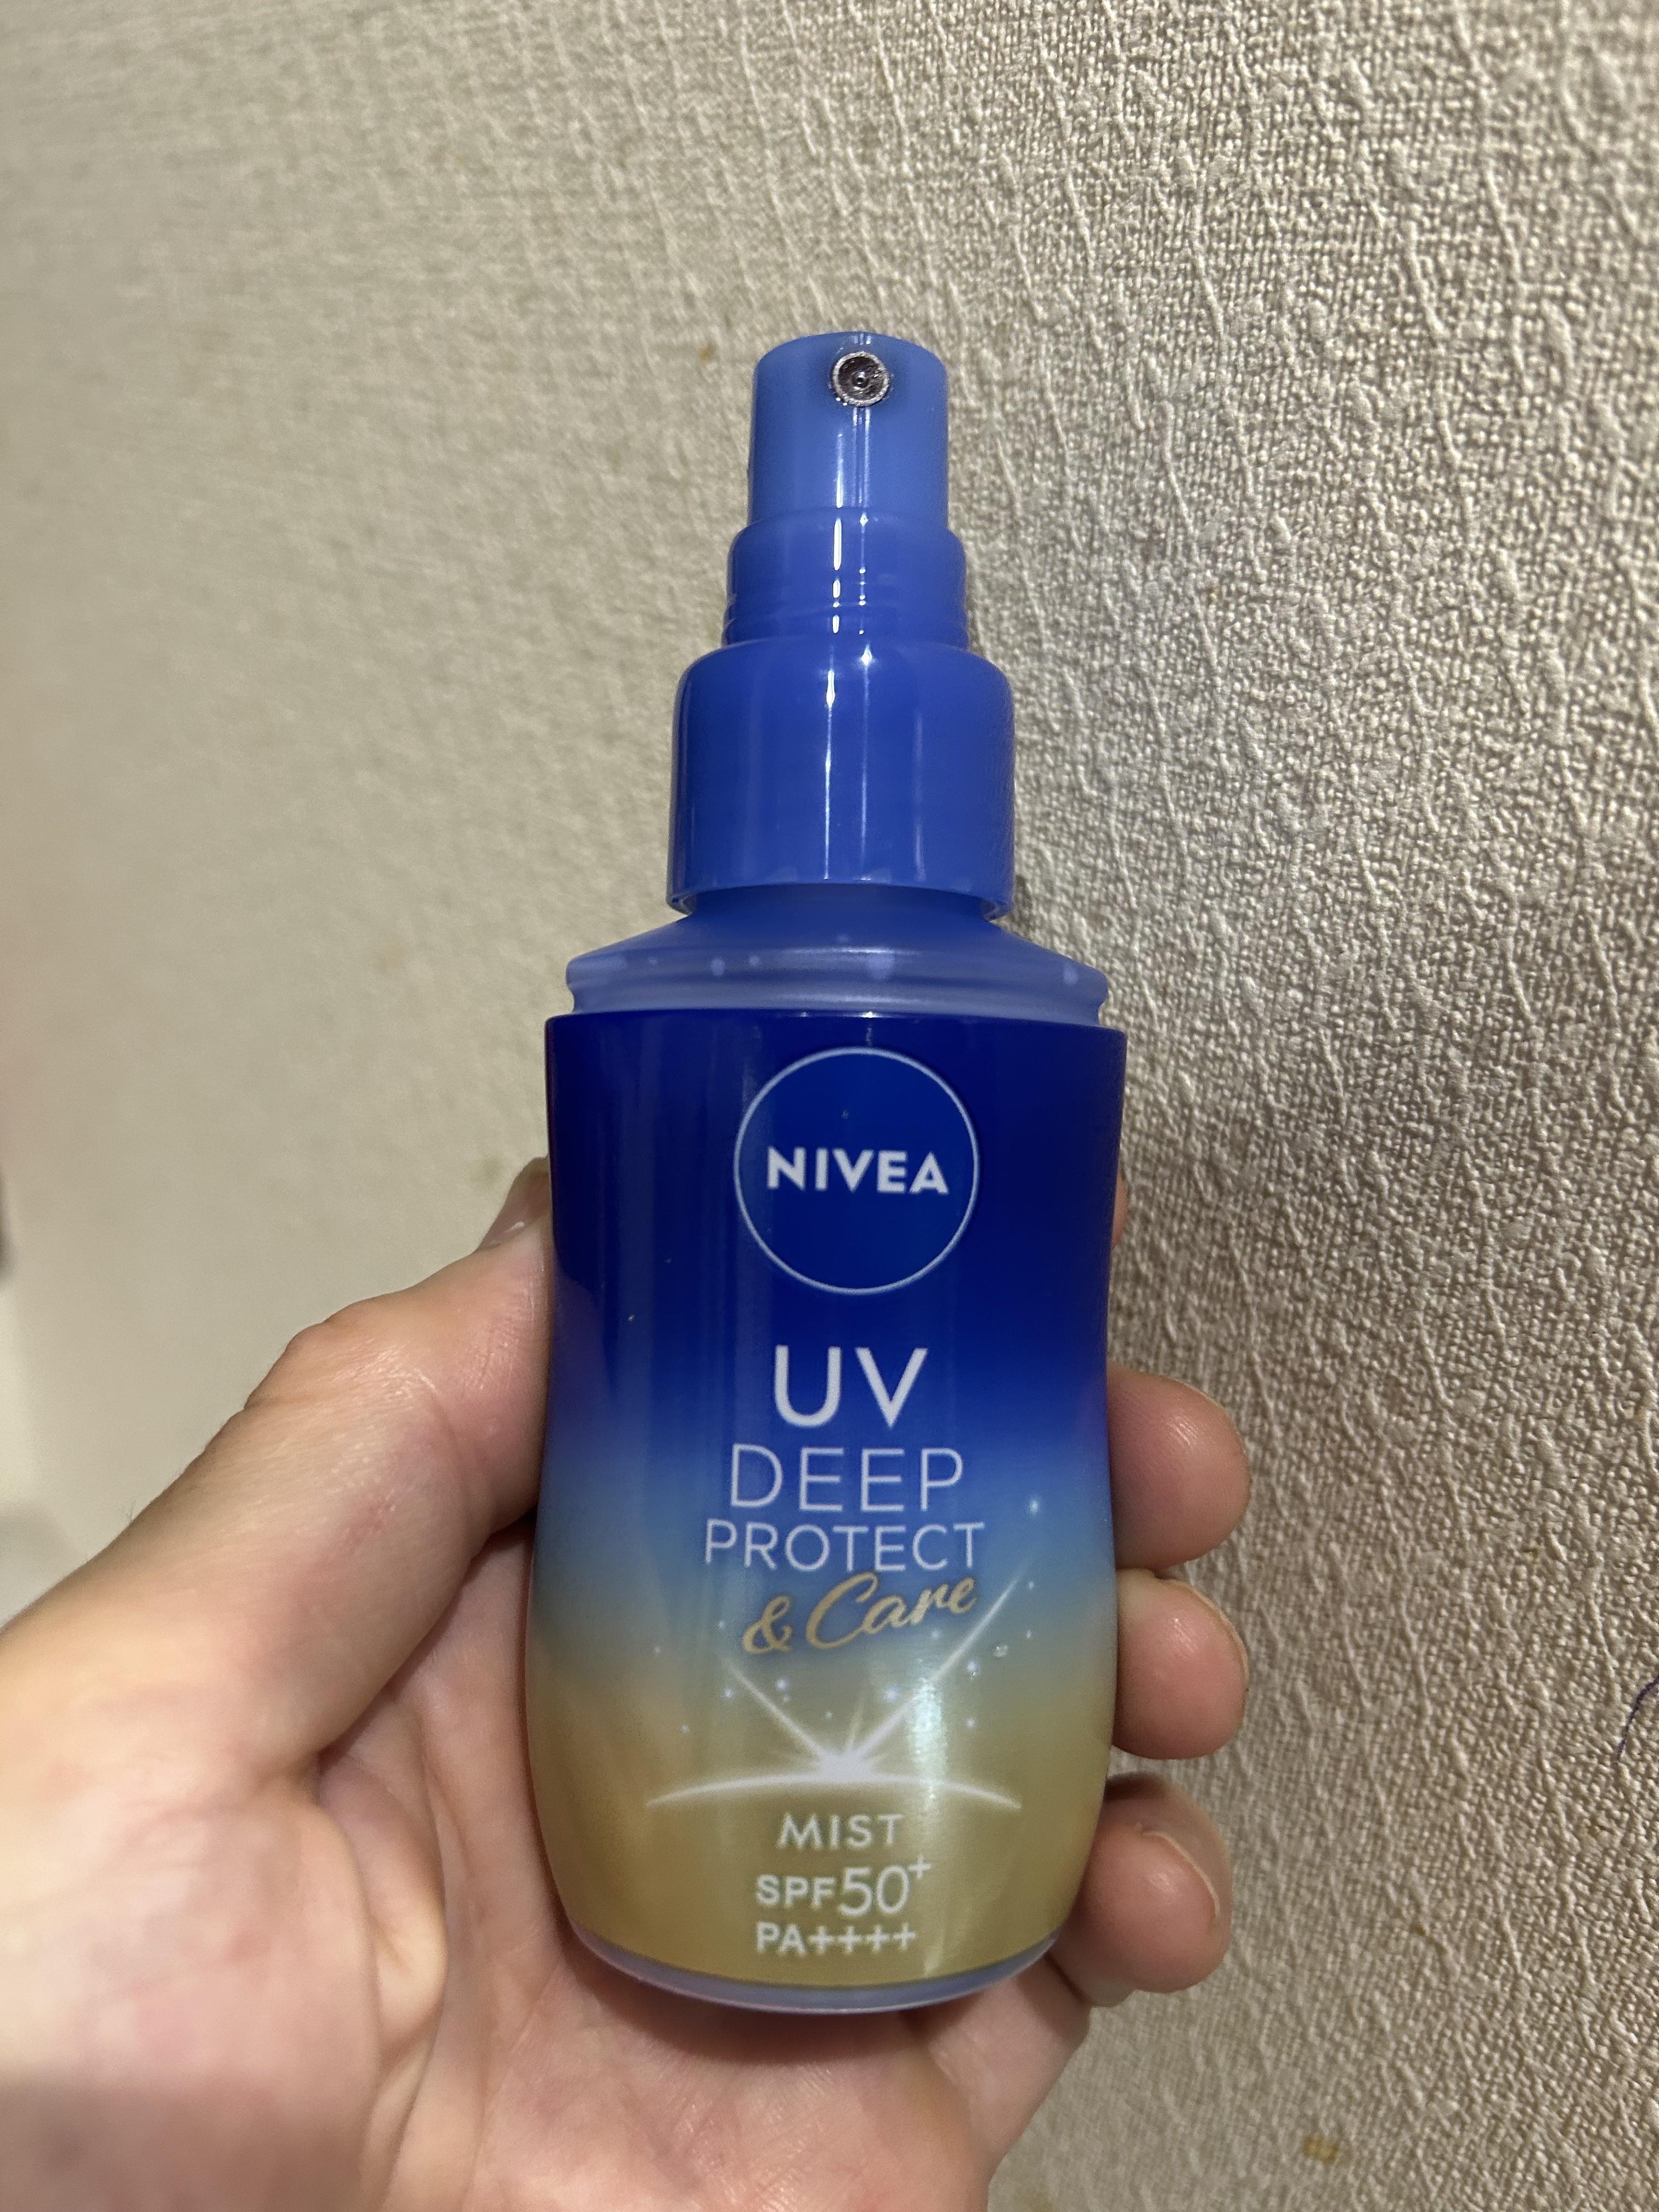 NIVEA
UV
DEEP
PROTECT
& Care
MIST
SPF50+
PA++++